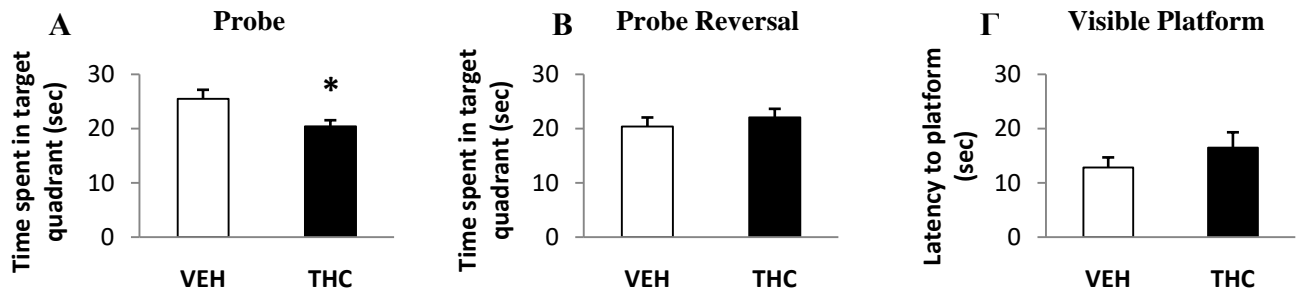 A Probe
Time spent in target
quadrant (sec)
30
20
10
0
*
VEH THC
B Probe Reversal
Time spent in target
quadrant (sec)
30
20
10
0
VEH THC
Γ Visible Platform
Latency to platform
(sec)
30
20
10
0
VEH THC